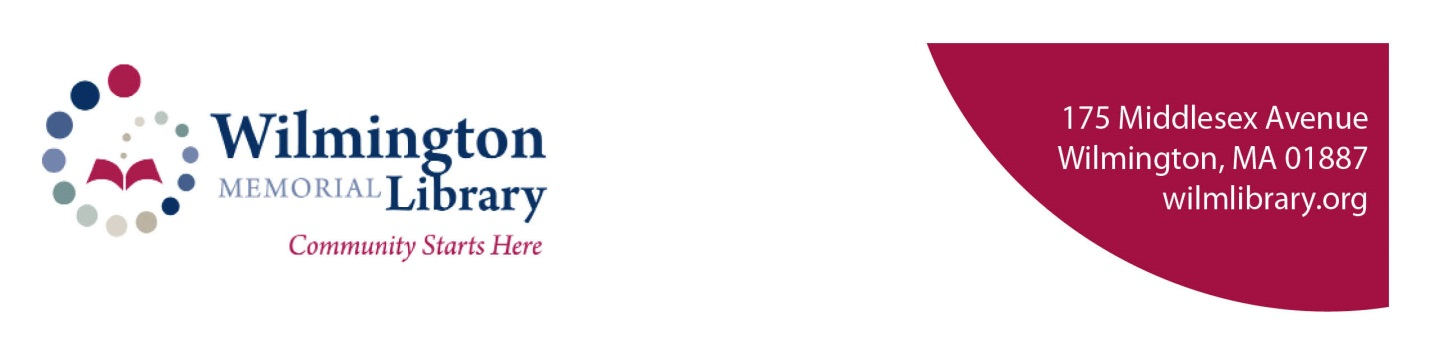 Wilmington
MEMORIAL Library
Community Starts Here
175 Middlesex Avenue
Wilmington, MA 01887
wilmlibrary.org